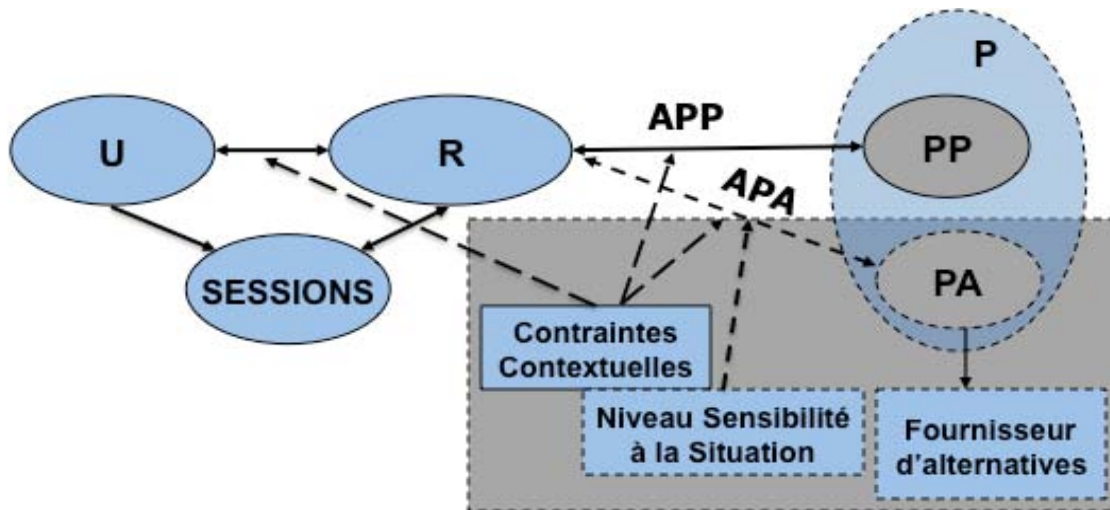 P
APP
U
R
PP
APA
SESSIONS
PA
Contraintes
Contextuelles
Niveau Sensibilité
à la Situation
Fournisseur
d'alternatives